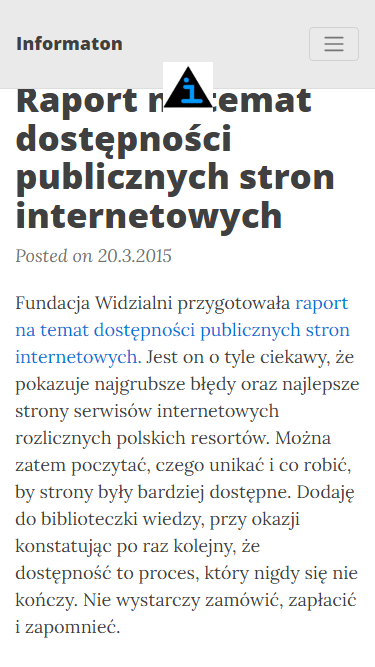 Informaton
Raport na temat
dostępności
publicznych stron
internetowych
Posted on 20.3.2015
Fundacja Widzialni przygotowała raport
na temat dostępności publicznych stron
internetowych. Jest on o tyle ciekawy, że
pokazuje najgrubsze błędy oraz najlepsze
strony serwisów internetowych
rozlicznych polskich resortów. Można
zatem poczytać, czego unikać i co robić,
by strony były bardziej dostępne. Dodaję
do biblioteczki wiedzy, przy okazji
konstatując po raz kolejny, że
dostępność to proces, który nigdy się nie
kończy. Nie wystarczy zamówić, zapłacić
i zapomnieć.